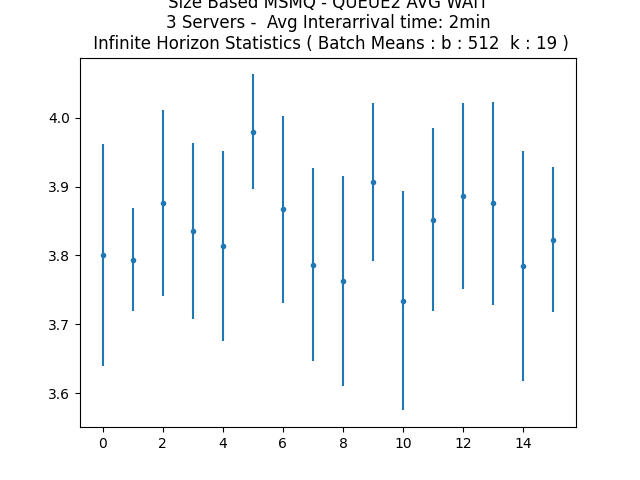 Size Based MSMQ - QUEUE2 AVG WAIT
3 Servers -  Avg Interarrival time: 2min
Infinite Horizon Statistics ( Batch Means : b : 512  k : 19 )
4.0
3.9
3.8
3.7
3.6
0 2 4 6 8 10 12 14